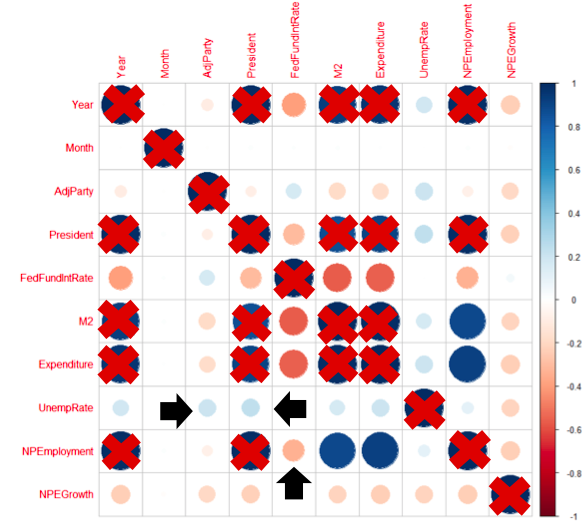 Year
Month
AdjParty
President
FedFundIntRate
M2
Expenditure
UnempRate
NPEmployment
NPEGrowth
Year
Month
AdjParty
President
FedFundIntRate
M2
Expenditure
UnempRate
NPEmployment
NPEGrowth
1
0.8
0.6
0.4
0.2
0
-0.2
-0.4
-0.6
-0.8
-1